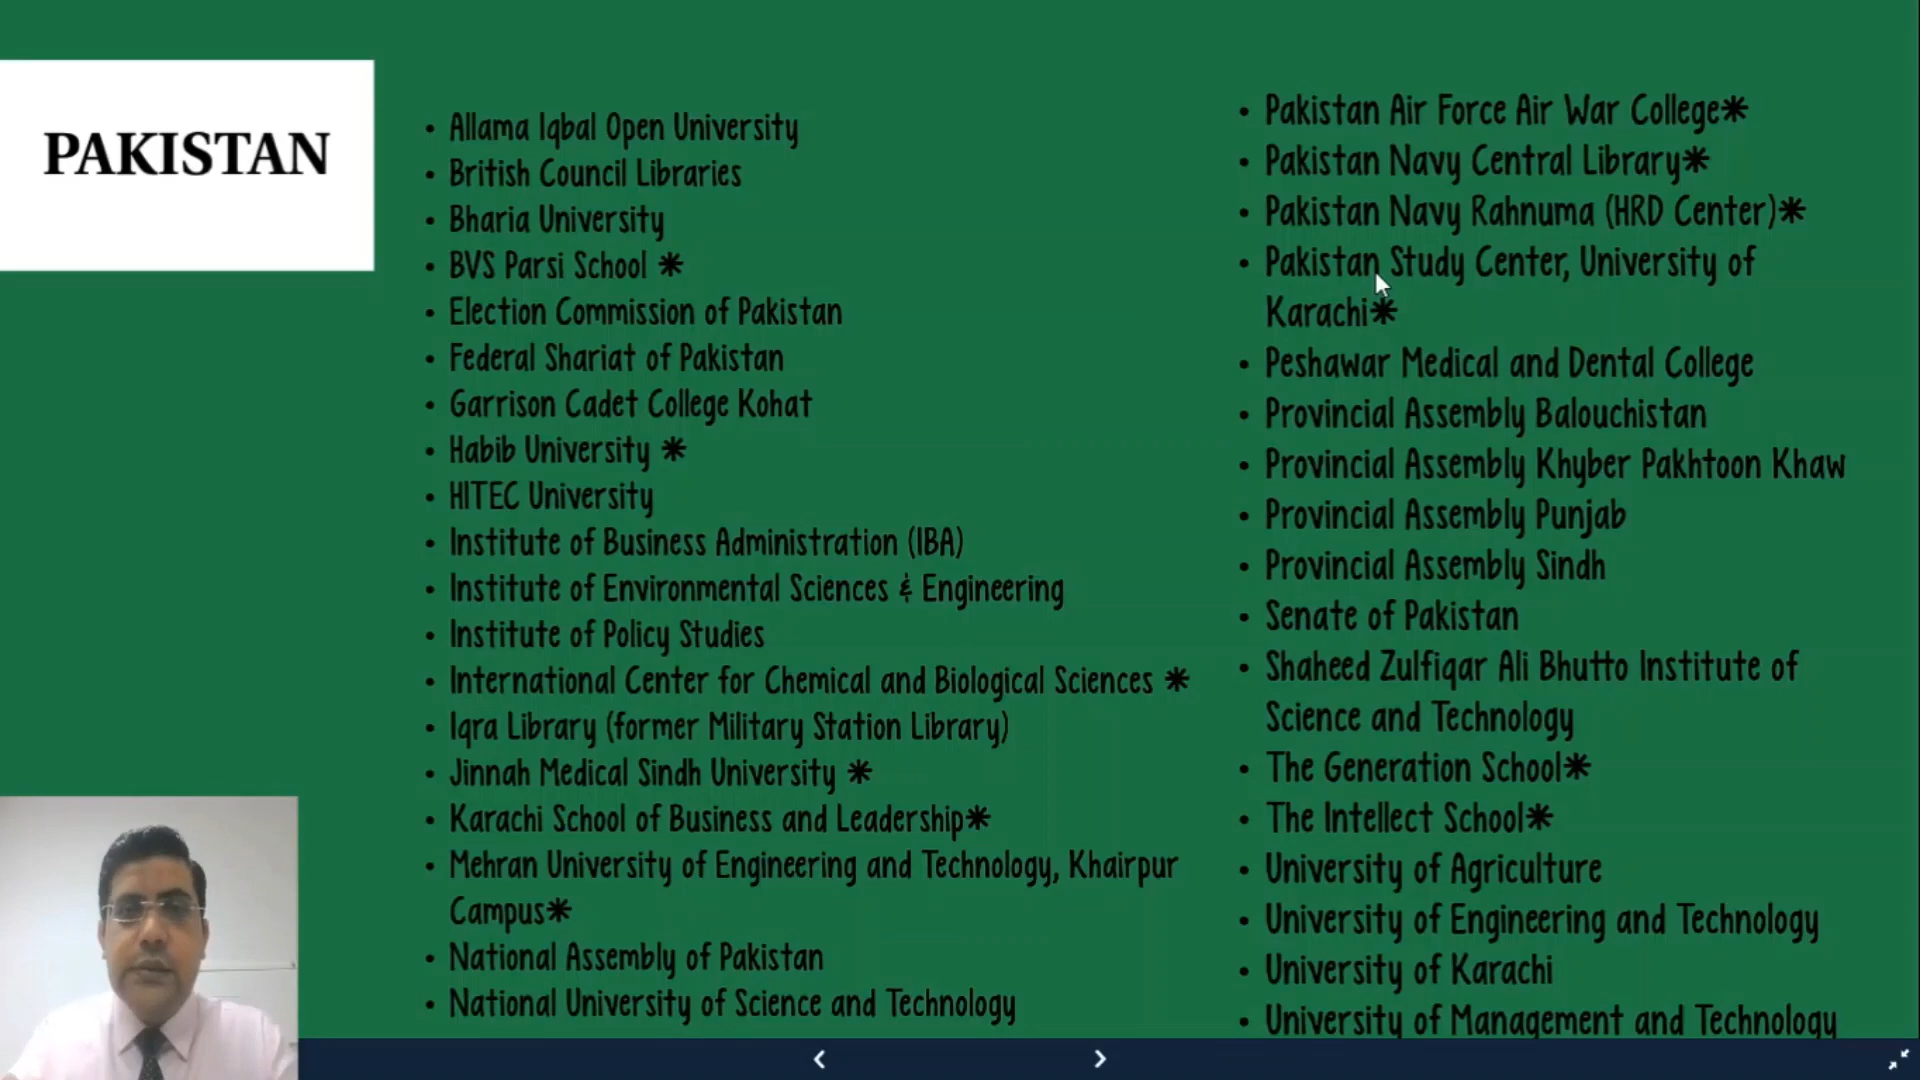 PAKISTAN
• Allama Iqbal Open University
• British Council Libraries
• Bharia University
• BVS Parsi School *
• Election Commission of Pakistan
• Federal Shariat of Pakistan
• Garrison Cadet College Kohat
• Habib University *
• HITEC University
• Institute of Business Administration (IBA)
• Institute of Environmental Sciences & Engineering
• Institute of Policy Studies
• International Center for Chemical and Biological Sciences *
• Iqra Library (former Military Station Library)
• Jinnah Medical Sindh University *
• Karachi School of Business and Leadership*
• Mehran University of Engineering and Technology, Khairpur
Campus*
• National Assembly of Pakistan
• National University of Science and Technology
• Pakistan Air Force Air War College*
• Pakistan Navy Central Library*
• Pakistan Navy Rahnuma (HRD Center)*
• Pakistan Study Center, University of
Karachi*
• Peshawar Medical and Dental College
• Provincial Assembly Balouchistan
• Provincial Assembly Khyber Pakhtoon Khaw
• Provincial Assembly Punjab
• Provincial Assembly Sindh
• Senate of Pakistan
• Shaheed Zulfiqar Ali Bhutto Institute of
Science and Technology
• The Generation School*
• The Intellect School*
• University of Agriculture
• University of Engineering and Technology
• University of Karachi
• University of Management and Technology